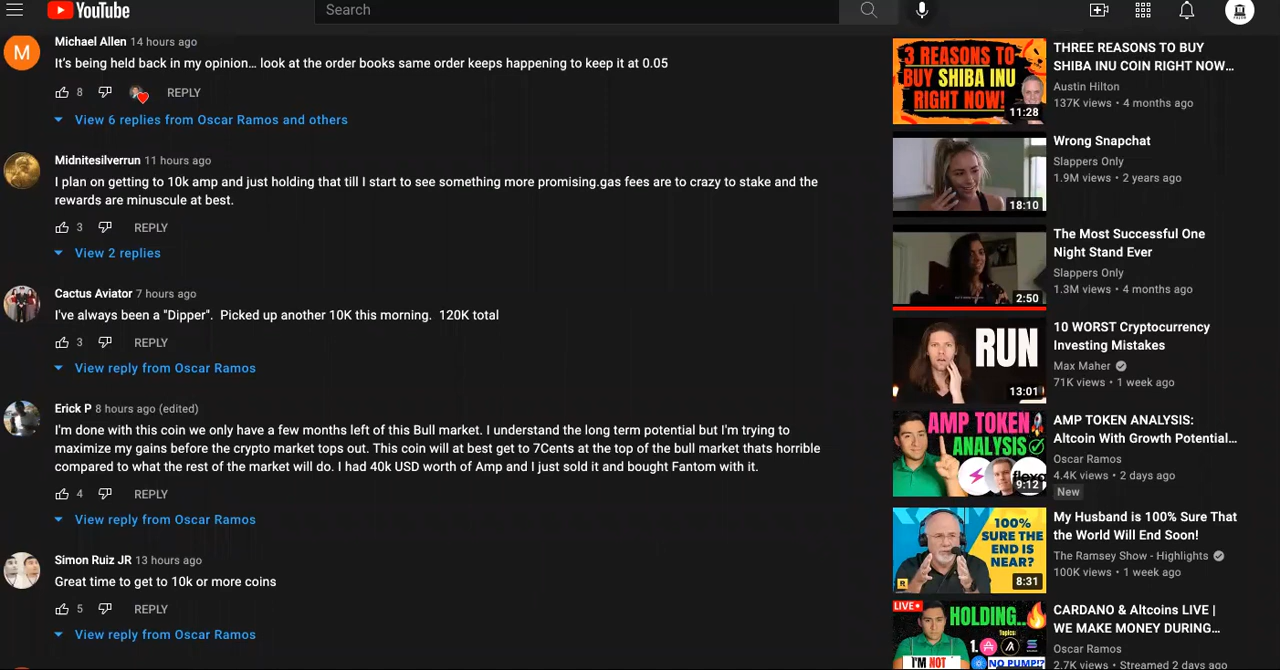 YouTube
Search
M
Michael Allen 14 hours ago
It's being held back in my opinion... look at the order books same order keeps happening to keep it at 0.05
8 REPLY
View 6 replies from Oscar Ramos and others
Midnitesilverrun 11 hours ago
I plan on getting to 10k amp and just holding that till I start to see something more promising.gas fees are to crazy to stake and the
rewards are minuscule at best.
3 REPLY
View 2 replies
Cactus Aviator 7 hours ago
I've always been a "Dipper". Picked up another 10K this morning. 120K total
3 REPLY
View reply from Oscar Ramos
Erick P 8 hours ago (edited)
I'm done with this coin we only have a few months left of this Bull market. I understand the long term potential but I'm trying to
maximize my gains before the crypto market tops out. This coin will at best get to 7Cents at the top of the bull market thats horrible
compared to what the rest of the market will do. I had 40k USD worth of Amp and I just sold it and bought Fantom with it.
4 REPLY
View reply from Oscar Ramos
Simon Ruiz JR 13 hours ago
Great time to get to 10k or more coins
5 REPLY
View reply from Oscar Ramos
3 REASONS TO
BUY SHIBA INU
RIGHT NOW!
11:28
THREE REASONS TO BUY
SHIBA INU COIN RIGHT NOW...
Austin Hilton
137K views • 4 months ago
18:10
Wrong Snapchat
Slappers Only
1.9M views • 2 years ago
2:50
The Most Successful One
Night Stand Ever
Slappers Only
1.3M views • 4 months ago
RUN
13:01
10 WORST Cryptocurrency
Investing Mistakes
Max Maher
71K views • 1 week ago
AMP TOKEN
ANALYSIS
9:12
AMP TOKEN ANALYSIS:
Altcoin With Growth Potential...
Oscar Ramos
4.4K views • 2 days ago
New
100%
SURE THE
END IS
NEAR?
R
8:31
My Husband is 100% Sure That
the World Will End Soon!
The Ramsey Show - Highlights
100K views • 1 week ago
LIVE
HOLDING...
Topics:
1.
I'M NOT
NO PUMP!?
CARDANO & Altcoins LIVE |
WE MAKE MONEY DURING...
Oscar Ramos
2.7K views • Streamed 2 days ago